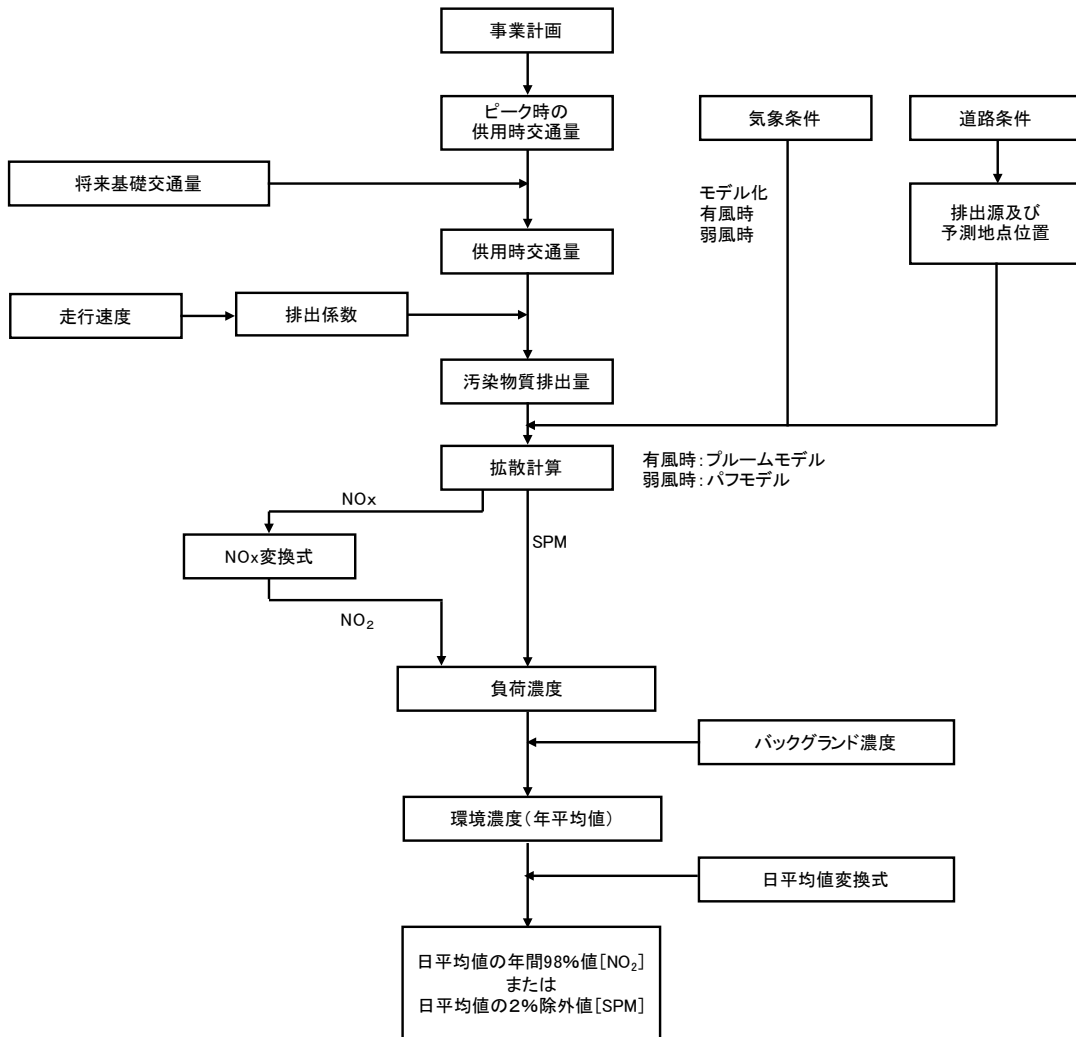 事業計画
ピーク時の
供用時交通量
気象条件
道路条件
将来基礎交通量
モデル化
有風時
弱風時
排出源及び
予測地点位置
供用時交通量
走行速度
排出係数
汚染物質排出量
拡散計算
有風時：プルームモデル
弱風時：パフモデル
NOx
SPM
NOx変換式
NO₂
負荷濃度
バックグランド濃度
環境濃度（年平均値）
日平均値変換式
日平均値の年間98%値[NO₂]
または
日平均値の２％除外値[SPM]